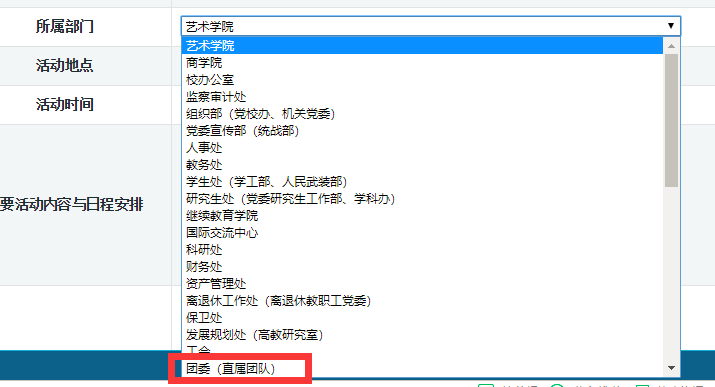 所属部门
艺术学院
艺术学院
活动地点
商学院
校办公室
活动时间
监察审计处
组织部（党校办、机关党委）
党委宣传部（统战部）
人事处
教务处
学生处（学工部、人民武装部）
要活动内容与日程安排
研究生处（党委研究生工作部、学科办）
继续教育学院
国际交流中心
科研处
财务处
资产管理处
离退休工作处（离退休教职工党委）
保卫处
发展规划处（高教研究室）
工会
团委（直属团队）